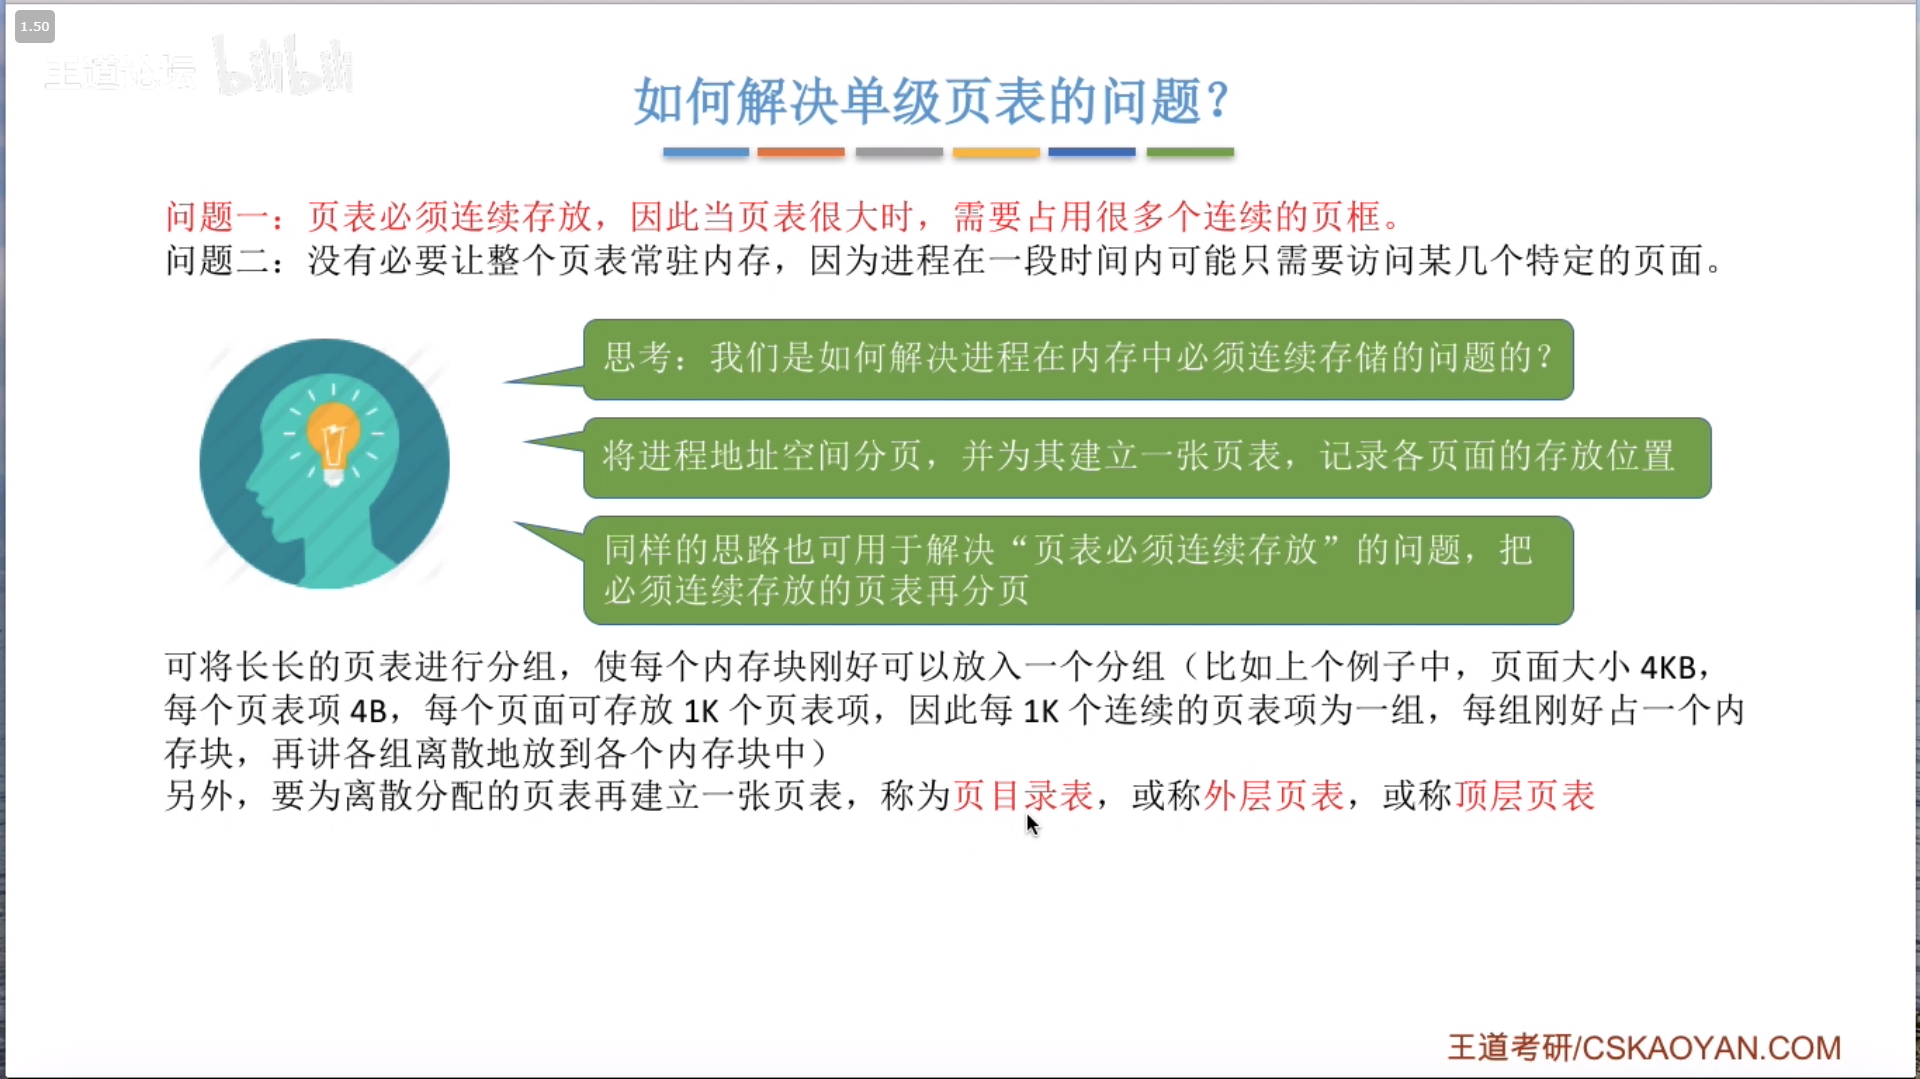 1.50
王道论坛 bilibili
如何解决单级页表的问题？
问题一：页表必须连续存放，因此当页表很大时，需要占用很多个连续的页框。
问题二：没有必要让整个页表常驻内存，因为进程在一段时间内可能只需要访问某几个特定的页面。
思考：我们是如何解决进程在内存中必须连续存储的问题的？
将进程地址空间分页，并为其建立一张页表，记录各页面的存放位置
同样的思路也可用于解决“页表必须连续存放”的问题，把
必须连续存放的页表再分页
可将长长的页表进行分组，使每个内存块刚好可以放入一个分组（比如上个例子中，页面大小 4KB，
每个页表项 4B，每个页面可存放 1K 个页表项，因此每 1K 个连续的页表项为一组，每组刚好占一个内
存块，再讲各组离散地放到各个内存块中）
另外，要为离散分配的页表再建立一张页表，称为页目录表，或称外层页表，或称顶层页表
王道考研/CSKAOYAN.COM